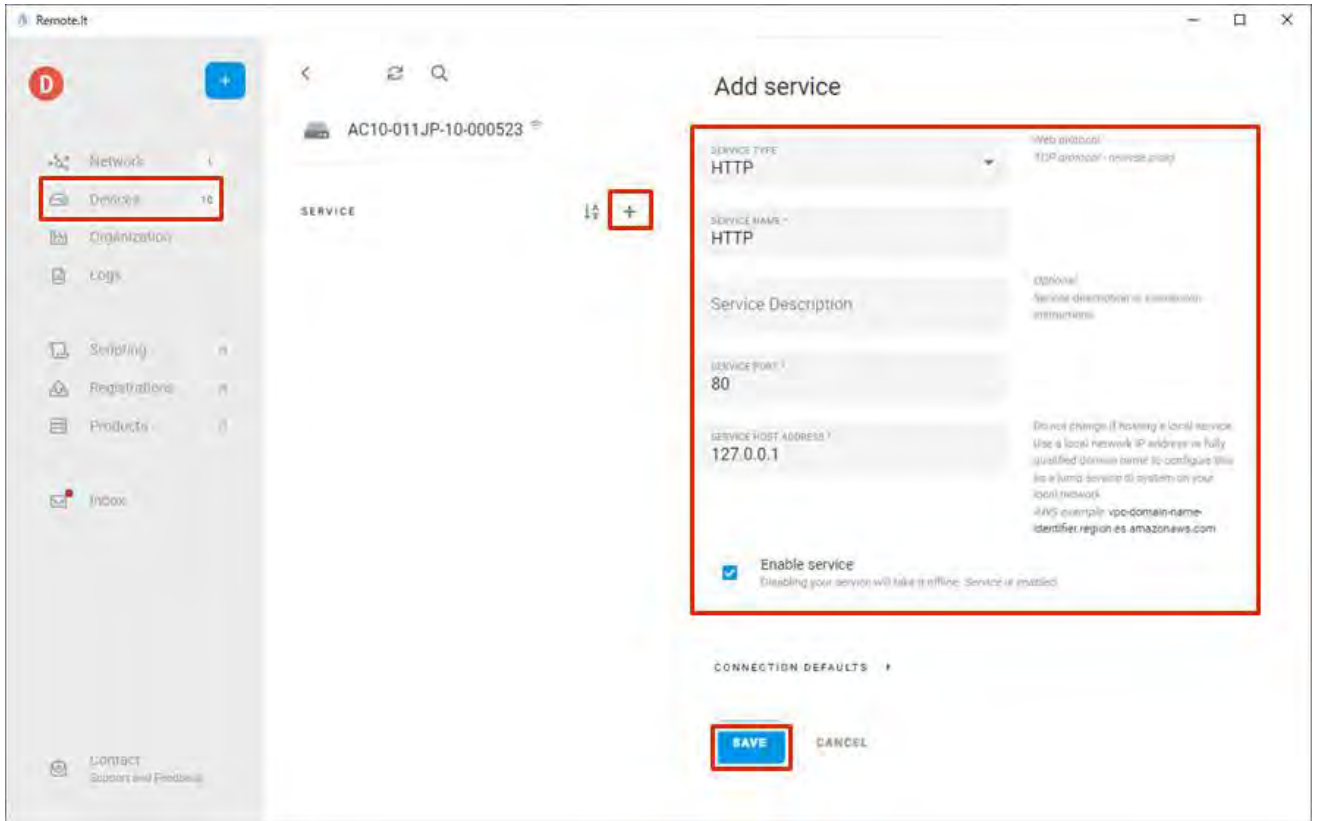 Remote.It
D
Network
Devices
10
Organization
Logs
Scripting
Registrations
Products
Inbox
Contact
Support and Feedback
AC10-011JP-10-000523
SERVICE
Add service
SERVICE TYPE
HTTP
Web protocol
TCP protocol - reverse proxy
SERVICE NAME *
HTTP
Service Description
Optional
Service description or connection
instructions
SERVICE PORT *
80
SERVICE HOST ADDRESS *
127.0.0.1
Do not change if hosting a local service.
Use a local network IP address or fully
qualified domain name to configure this
as a jump service to system on your
local network
AWS example vpc-domain-name-
identifier.region.es.amazonaws.com
Enable service
Disabling your service will take it offline. Service is enabled
CONNECTION DEFAULTS
SAVE
CANCEL